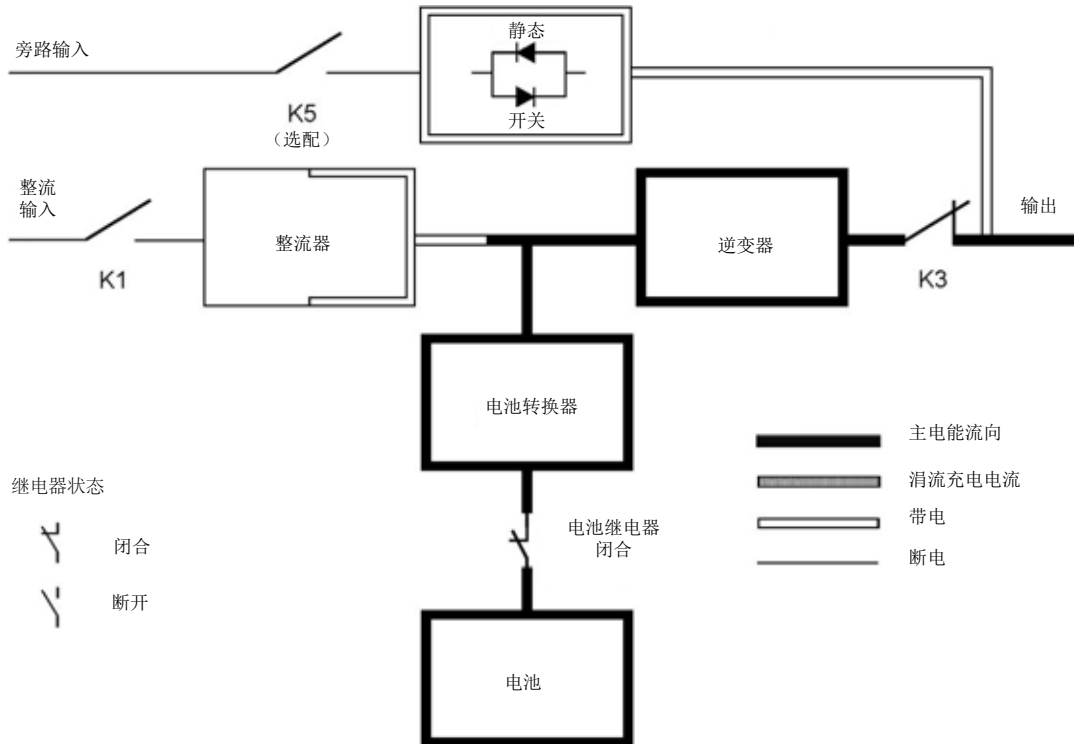 静态
旁路输入
开关
K5
（选配）
整流
输入
K1
整流器
逆变器
K3
输出
电池转换器
主电能流向
涓流充电电流
带电
断电
继电器状态
闭合
断开
电池继电器
闭合
电池